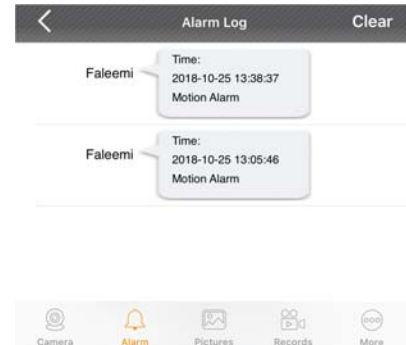 Alarm Log
Clear
Faleemi
Time:
2018-10-25 13:38:37
Motion Alarm
Faleemi
Time:
2018-10-25 13:05:46
Motion Alarm
Camera
Alarm
Pictures
Records
More